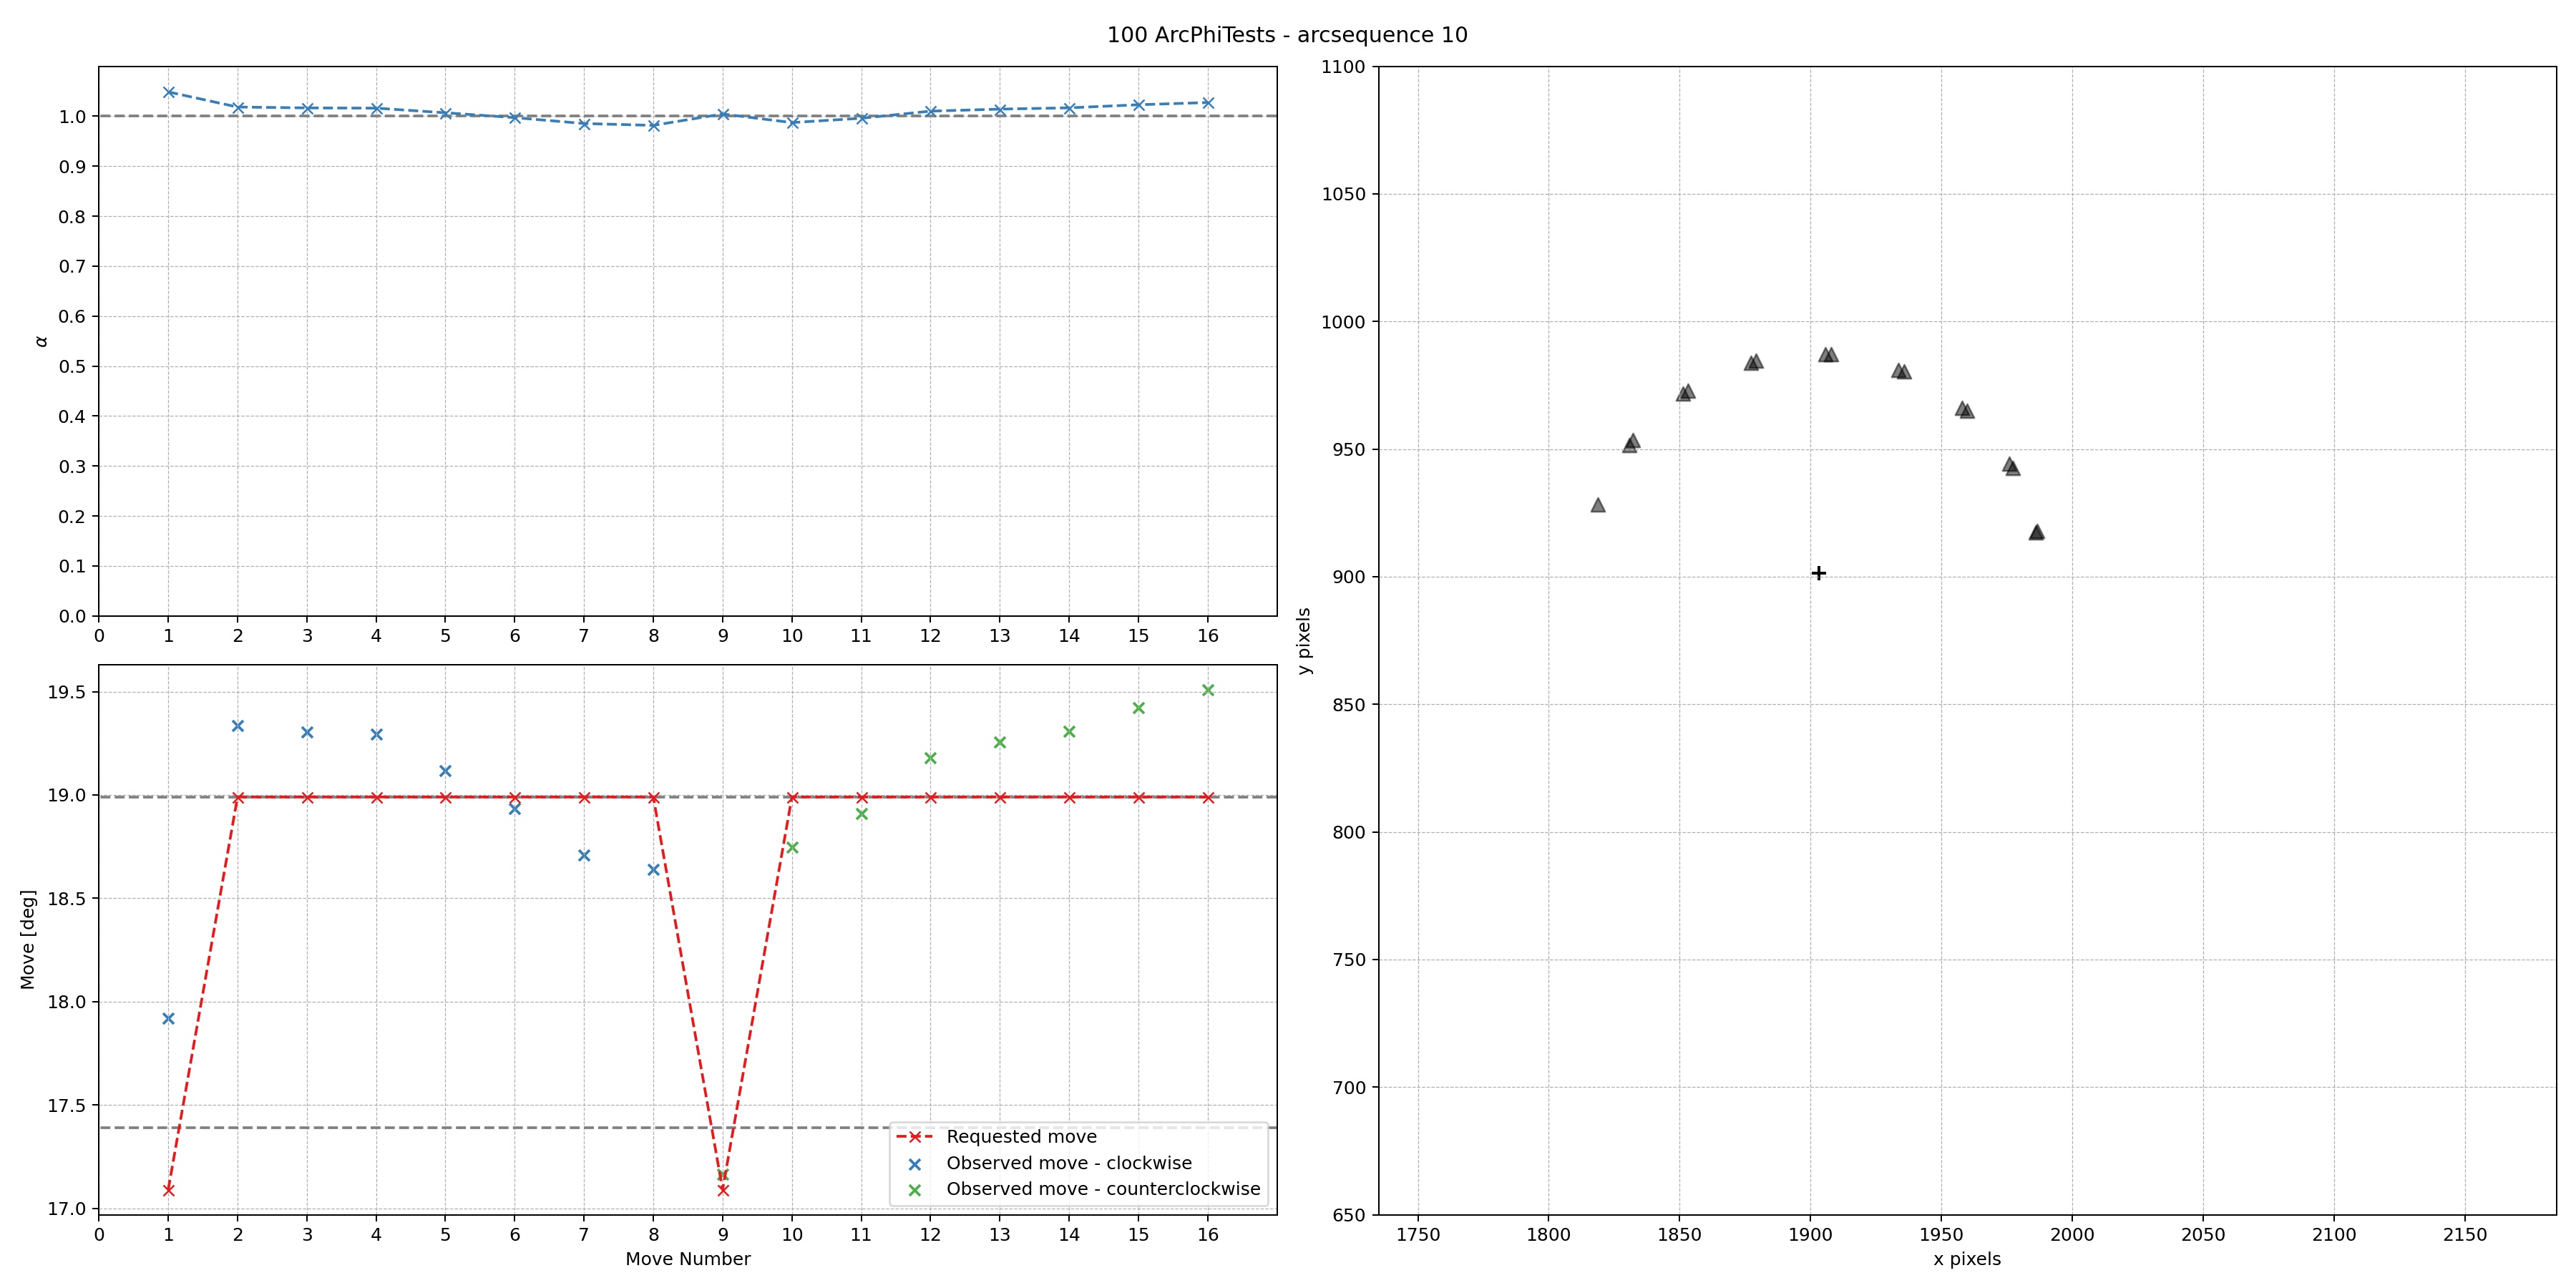 100 ArcPhiTests - arcsequence 10
α
1.0
0.9
0.8
0.7
0.6
0.5
0.4
0.3
0.2
0.1
0.0
0 1 2 3 4 5 6 7 8 9 10 11 12 13 14 15 16
Move [deg]
19.5
19.0
18.5
18.0
17.5
17.0
Requested move
Observed move - clockwise
Observed move - counterclockwise
0 1 2 3 4 5 6 7 8 9 10 11 12 13 14 15 16
Move Number
y pixels
1100
1050
1000
950
900
850
800
750
700
650
1750 1800 1850 1900 1950 2000 2050 2100 2150
x pixels